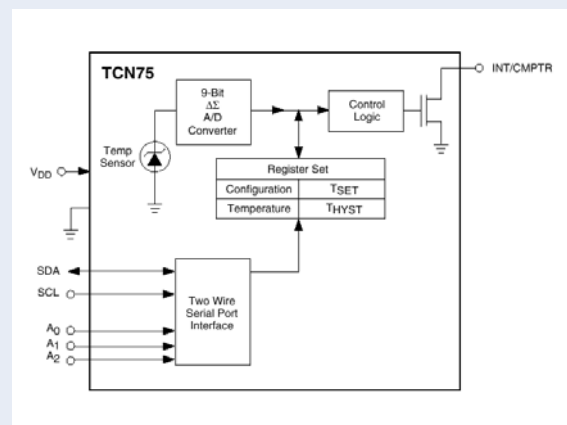 TCN75
INT/CMPTR
9-Bit
ΔΣ
A/D
Converter
Control
Logic
Temp
Sensor
VDD
Register Set
Configuration TSET
Temperature THYST
SDA
SCL
A0
A1
A2
Two Wire
Serial Port
Interface